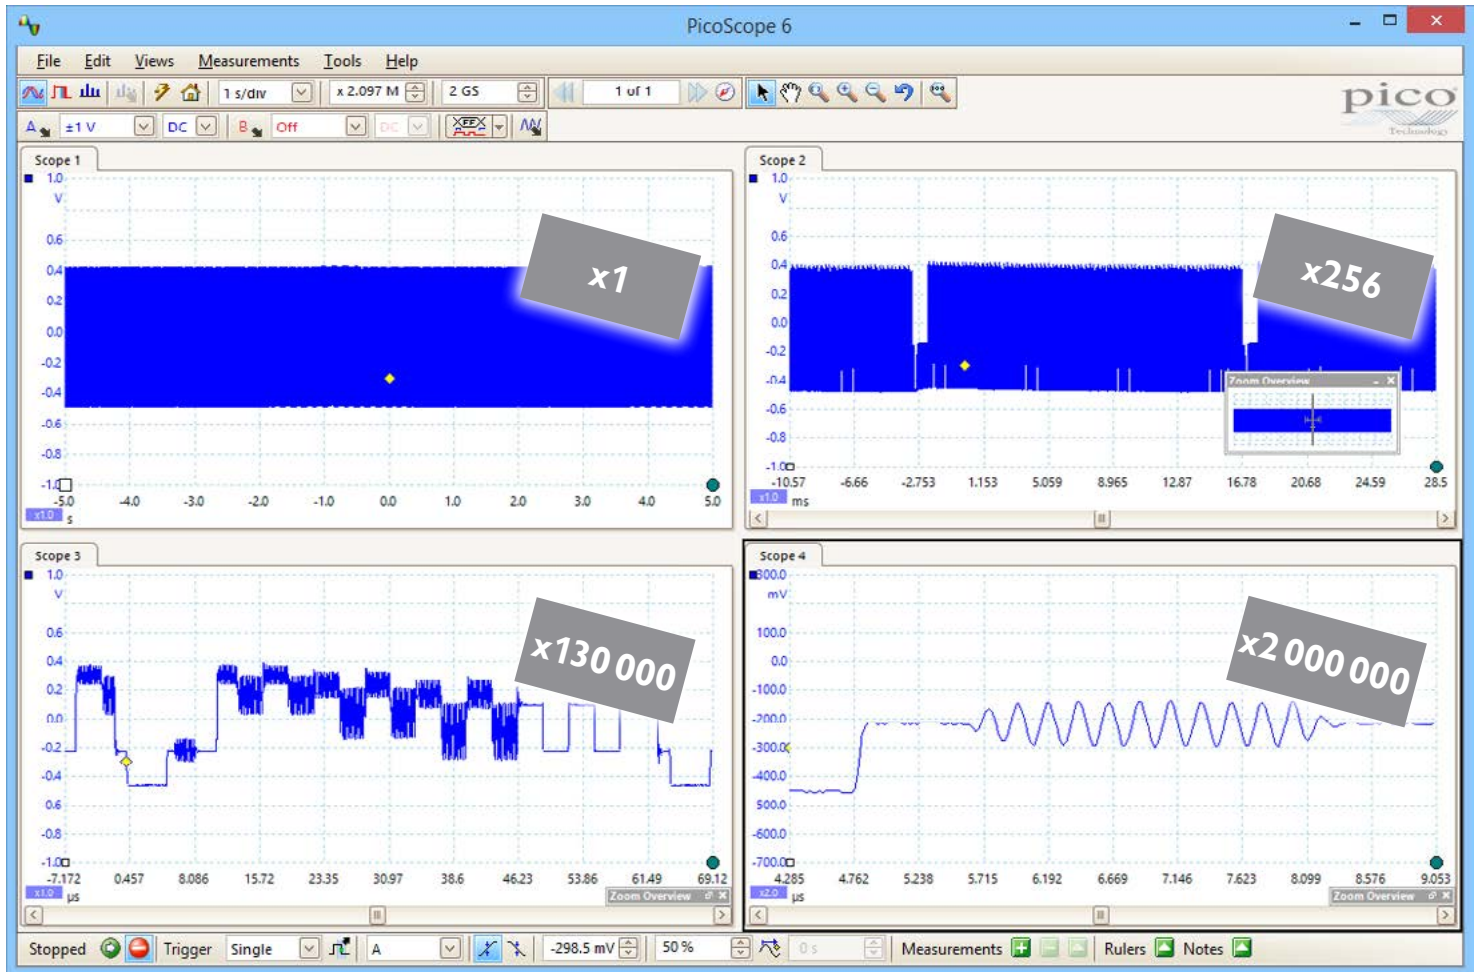 PicoScope 6
File Edit Views Measurements Tools Help
1 s/div x 2.097 M 2 GS 1 of 1
pico
Technology
A ±1 V DC B Off DC
Scope 1
1.0
V
0.6
0.4
0.2
0.0
-0.2
-0.4
-0.6
-0.8
-1.0
-5.0 -4.0 -3.0 -2.0 -1.0 0.0 1.0 2.0 3.0 4.0 5.0
x1.0 s
x1
Scope 2
1.0
V
0.6
0.4
0.2
0.0
-0.2
-0.4
-0.6
-0.8
-1.0
-10.57 -6.66 -2.753 1.153 5.059 8.965 12.87 16.78 20.68 24.59 28.5
x1.0 ms
x256
Zoom Overview
Scope 3
1.0
V
0.6
0.4
0.2
0.0
-0.2
-0.4
0.6
-0.8
-1.0
-7.172 0.457 8.086 15.72 23.35 30.97 38.6 46.23 53.86 61.49 69.12
x1.0 µs
x130 000
Zoom Overview
Scope 4
300.0
mV
100.0
0.0
-100.0
-200.0
-300.0
-400.0
500.0
-600.0
-700.0
4.285 4.762 5.238 5.715 6.192 6.669 7.146 7.623 8.099 8.576 9.053
x2.0 µs
x2 000 000
Zoom Overview
Stopped Trigger Single A -298.5 mV 50 % 0 s Measurements Rulers Notes